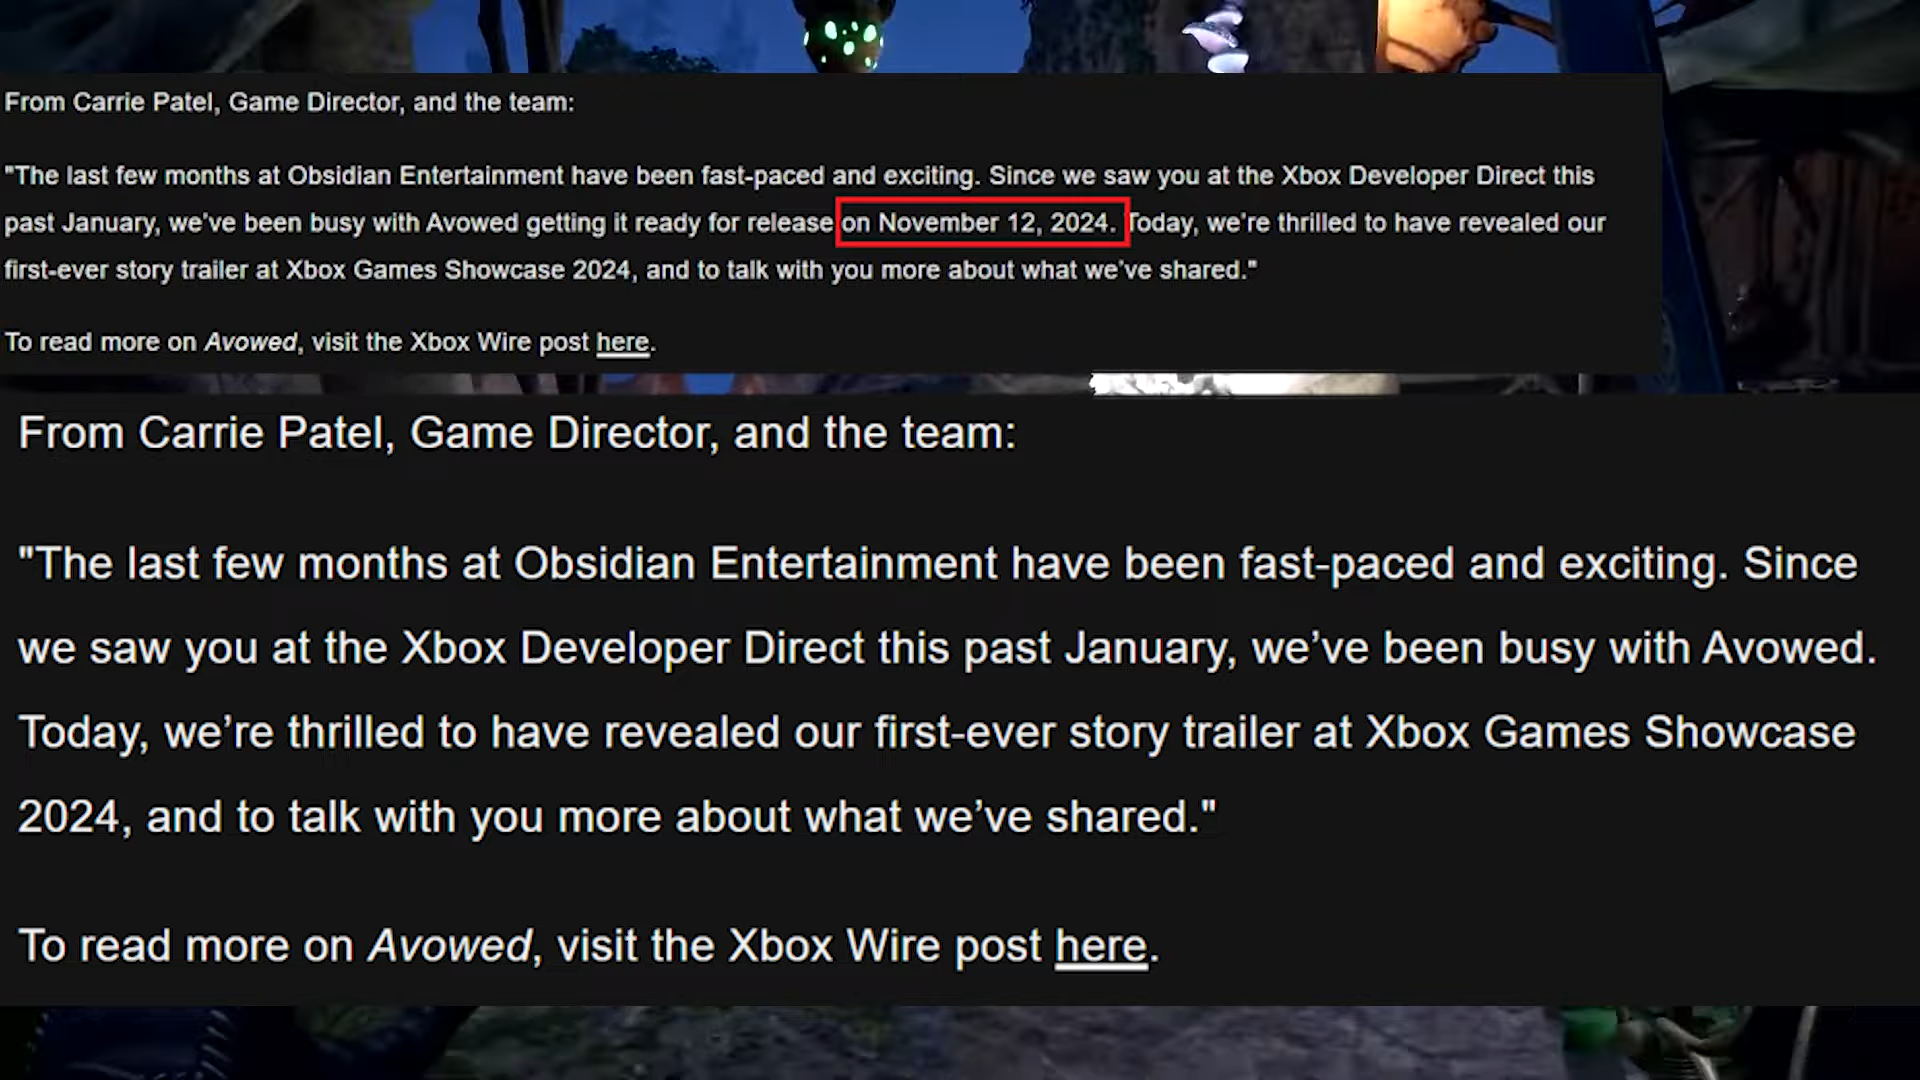 From Carrie Patel, Game Director, and the team:
"The last few months at Obsidian Entertainment have been fast-paced and exciting. Since we saw you at the Xbox Developer Direct this
past January, we've been busy with Avowed getting it ready for release on November 12, 2024. Today, we're thrilled to have revealed our
first-ever story trailer at Xbox Games Showcase 2024, and to talk with you more about what we've shared."
To read more on Avowed, visit the Xbox Wire post here.
From Carrie Patel, Game Director, and the team:
"The last few months at Obsidian Entertainment have been fast-paced and exciting. Since
we saw you at the Xbox Developer Direct this past January, we’ve been busy with Avowed.
Today, we’re thrilled to have revealed our first-ever story trailer at Xbox Games Showcase
2024, and to talk with you more about what we’ve shared."
To read more on Avowed, visit the Xbox Wire post here.